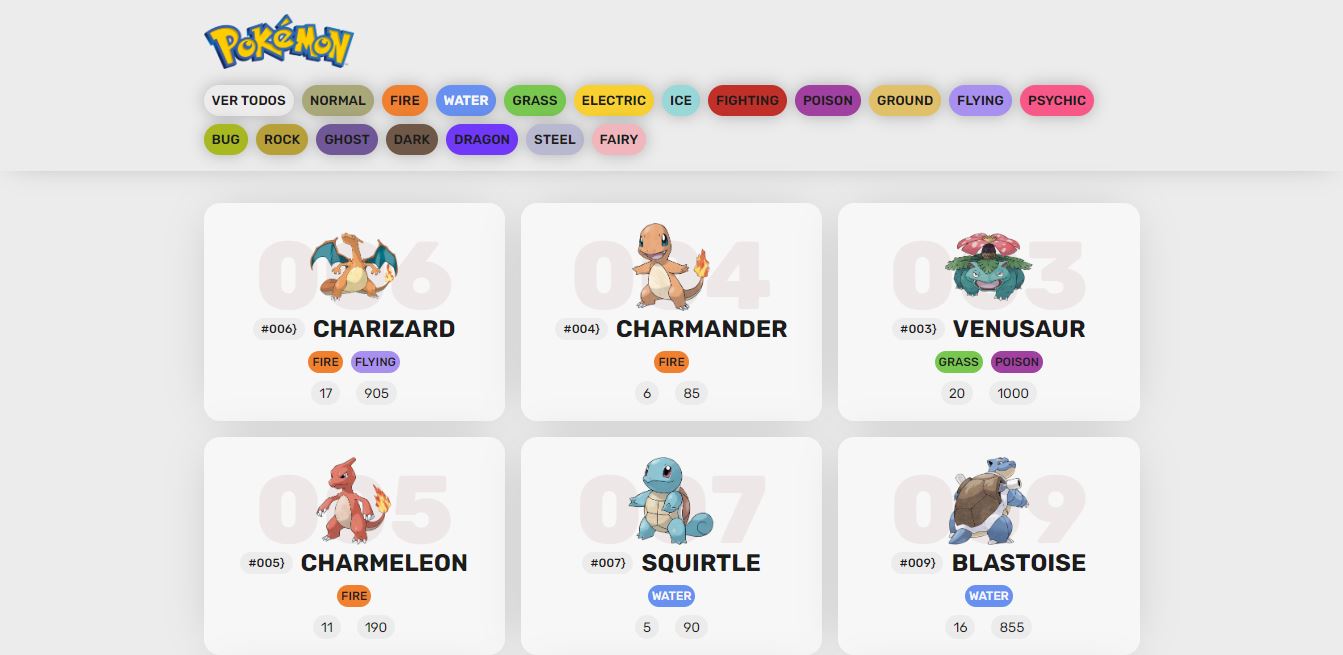 POKéMON
VER TODOS NORMAL FIRE WATER GRASS ELECTRIC ICE FIGHTING POISON GROUND FLYING PSYCHIC
BUG ROCK GHOST DARK DRAGON STEEL FAIRY
006
#006} CHARIZARD
FIRE FLYING
17 905
004
#004} CHARMANDER
FIRE
6 85
003
#003} VENUSAUR
GRASS POISON
20 1000
005
#005} CHARMELEON
FIRE
11 190
007
#007} SQUIRTLE
WATER
5 90
009
#009} BLASTOISE
WATER
16 855